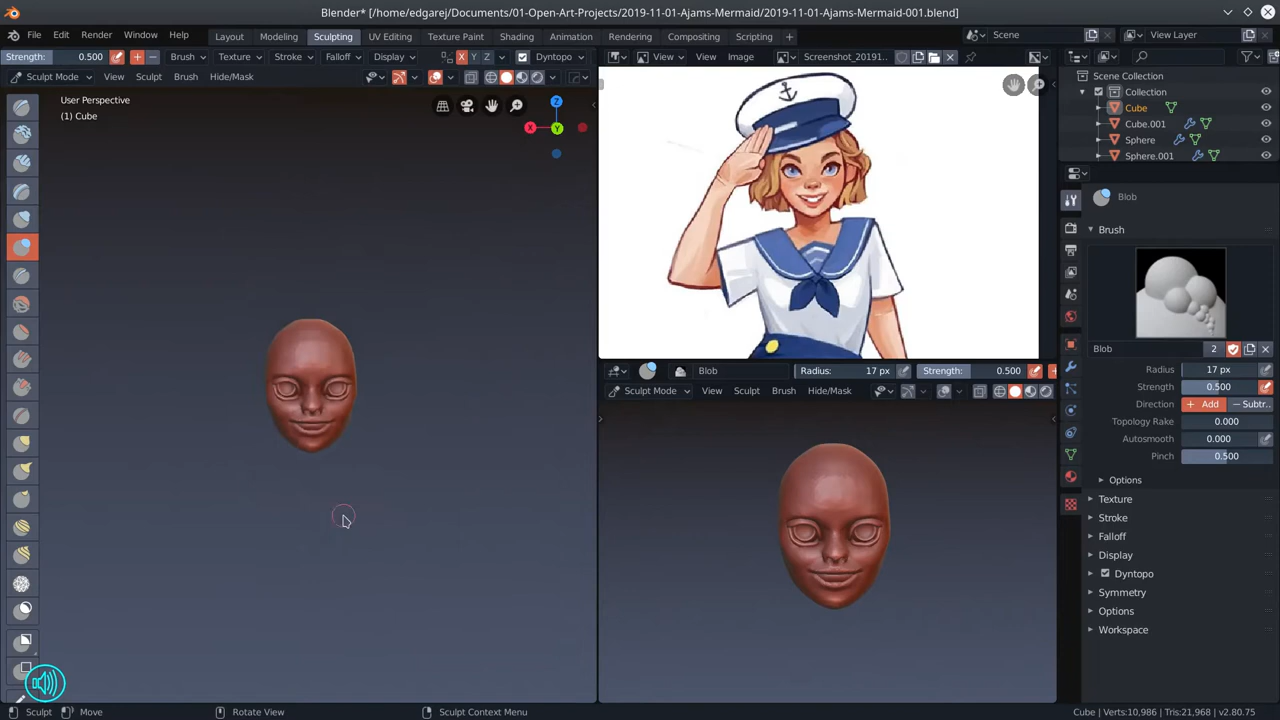 Blender* [/home/edgarej/Documents/01-Open-Art-Projects/2019-11-01-Ajams-Mermaid/2019-11-01-Ajams-Mermaid-001.blend]
File Edit Render Window Help Layout Modeling Sculpting UV Editing Texture Paint Shading Animation Rendering Compositing Scripting + Scene View Layer
Strength: 0.500 Brush Texture Stroke Falloff Display X Y Z Dyntopo
View View Image Screenshot_20191...
Sculpt Mode View Sculpt Brush Hide/Mask
User Perspective
(1) Cube
Z
X
Y
Scene Collection
Collection
Cube
Cube.001
Sphere
Sphere.001
Blob
Brush
Blob 2
Radius 17 px
Strength 0.500
Direction + Add − Subtr..
Topology Rake 0.000
Autosmooth 0.000
Pinch 0.500
Options
Texture
Stroke
Falloff
Display
Dyntopo
Symmetry
Options
Workspace
Blob Radius: 17 px Strength: 0.500
Sculpt Mode View Sculpt Brush Hide/Mask
Sculpt Move Rotate View Sculpt Context Menu Cube | Verts:10,986 | Tris:21,968 | v2.80.75